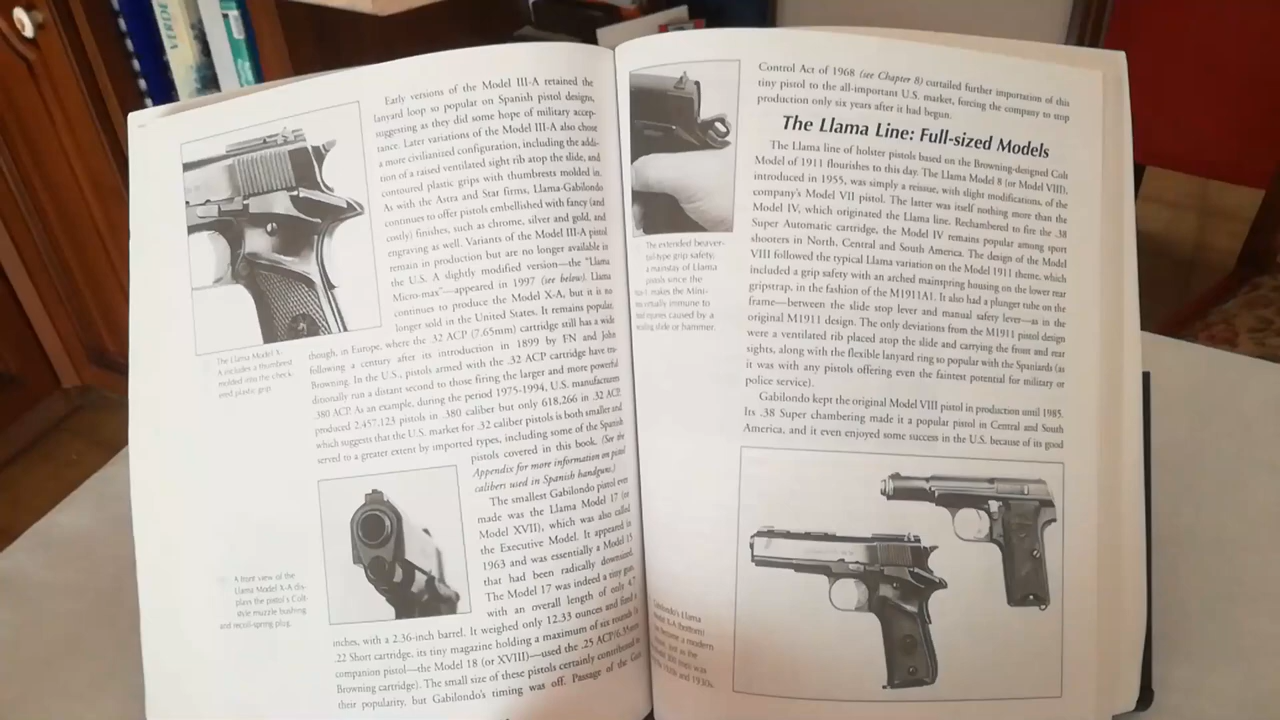 VERDE
Early versions of the Model III-A retained the
lanyard loop so popular on Spanish pistol designs,
suggesting as they did some hope of military accep-
tance. Later variations of the Model III-A also chose
a more civilianized configuration, including the addi-
tion of a raised ventilated sight rib atop the slide, and
contoured plastic grips with thumbrests molded in.
As with the Astra and Star firms, Llama-Gabilondo
continues to offer pistols embellished with fancy (and
costly) finishes, such as chrome, silver and gold, and
engraving as well. Variants of the Model III-A pistol
remain in production but are no longer available in
the U.S. A slightly modified version—the "Llama
Micro-max"—appeared in 1997 (see below). Llama
continues to produce the Model X-A, but it is no
longer sold in the United States. It remains popular,
though, in Europe, where the .32 ACP (7.65mm) cartridge still has a wide
following a century after its introduction in 1899 by FN and John
Browning. In the U.S., pistols armed with the .32 ACP cartridge have tra-
ditionally run a distant second to those firing the larger and more powerful
.380 ACP. As an example, during the period 1975-1994, U.S. manufacturers
produced 2,457,123 pistols in .380 caliber but only 618,266 in .32 ACP,
which suggests that the U.S. market for .32 caliber pistols is both smaller and
served to a greater extent by imported types, including some of the Spanish
pistols covered in this book. (See the
Appendix for more information on pistol
calibers used in Spanish handguns.)
The smallest Gabilondo pistol ever
made was the Llama Model 17 (or
Model XVII), which was also called
the Executive Model. It appeared in
1963 and was essentially a Model 15
that had been radically downsized.
The Model 17 was indeed a tiny gun,
with an overall length of only 4.7
inches, with a 2.36-inch barrel. It weighed only 12.33 ounces and fired a
.22 Short cartridge, its tiny magazine holding a maximum of six rounds (a
companion pistol—the Model 18 (or XVIII)—used the .25 ACP/6.35mm
Browning cartridge). The small size of these pistols certainly contributed to
their popularity, but Gabilondo's timing was off. Passage of the Gun
The Llama Model X-
A includes a thumbrest
molded into the check-
ered plastic grip.
A front view of the
Llama Model X-A dis-
plays the pistol's Colt-
style muzzle bushing
and recoil-spring plug.
The extended beaver-
tail-type grip safety,
a mainstay of Llama
pistols since the
makes the Mini-
virtually immune to
injuries caused by a
slide or hammer.
Control Act of 1968 (see Chapter 8) curtailed further importation of this
tiny pistol to the all-important U.S. market, forcing the company to stop
production only six years after it had begun.
The Llama Line: Full-sized Models
The Llama line of holster pistols based on the Browning-designed Colt
Model of 1911 flourishes to this day. The Llama Model 8 (or Model VIII),
introduced in 1955, was simply a reissue, with slight modifications, of the
company's Model VII pistol. The latter was itself nothing more than the
Model IV, which originated the Llama line. Rechambered to fire the .38
Super Automatic cartridge, the Model IV remains popular among sport
shooters in North, Central and South America. The design of the Model
VIII followed the typical Llama variation on the Model 1911 theme, which
included a grip safety with an arched mainspring housing on the lower rear
gripstrap, in the fashion of the M1911A1. It also had a plunger tube on the
frame—between the slide stop lever and manual safety lever—as in the
original M1911 design. The only deviations from the M1911 pistol design
were a ventilated rib placed atop the slide and carrying the front and rear
sights, along with the flexible lanyard ring so popular with the Spaniards (as
it was with any pistols offering even the faintest potential for military or
police service).
Gabilondo kept the original Model VIII pistol in production until 1985.
Its .38 Super chambering made it a popular pistol in Central and South
America, and it even enjoyed some success in the U.S. because of its good
Gabilondo's Llama
Model X-A (bottom)
become a modern
just as the
was
1920s and 1930s.